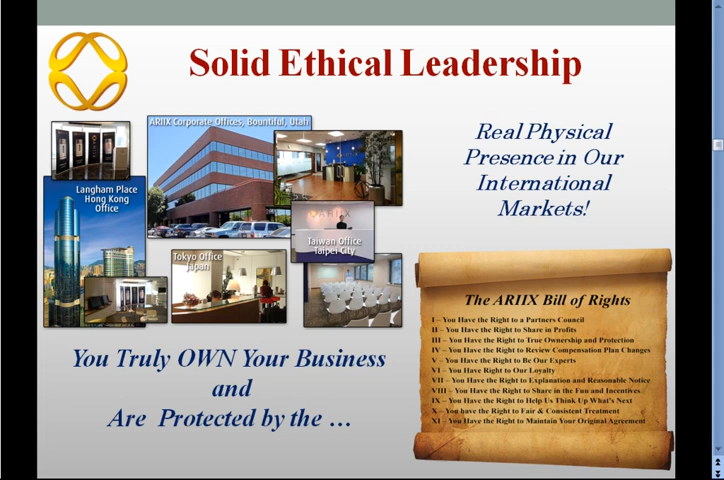 Solid Ethical Leadership
ARIIX Corporate Offices, Bountiful, Utah
Langham Place
Hong Kong
Office
Tokyo Office
Japan
ARIIX
Taiwan Office
Taipei City
Real Physical
Presence in Our
International
Markets!
You Truly OWN Your Business
and
Are Protected by the …
The ARIIX Bill of Rights
I – You Have the Right to a Partners Council
II – You Have the Right to Share in Profits
III – You Have the Right to True Ownership and Protection
IV – You Have the Right to Review Compensation Plan Changes
V – You Have the Right to Be Our Experts
VI – You Have Right to Our Loyalty
VII – You Have the Right to Explanation and Reasonable Notice
VIII – You Have the Right to Share in the Fun and Incentives
IX – You Have the Right to Help Us Think Up What's Next
X – You have the Right to Fair & Consistent Treatment
XI – You Have the Right to Maintain Your Original Agreement